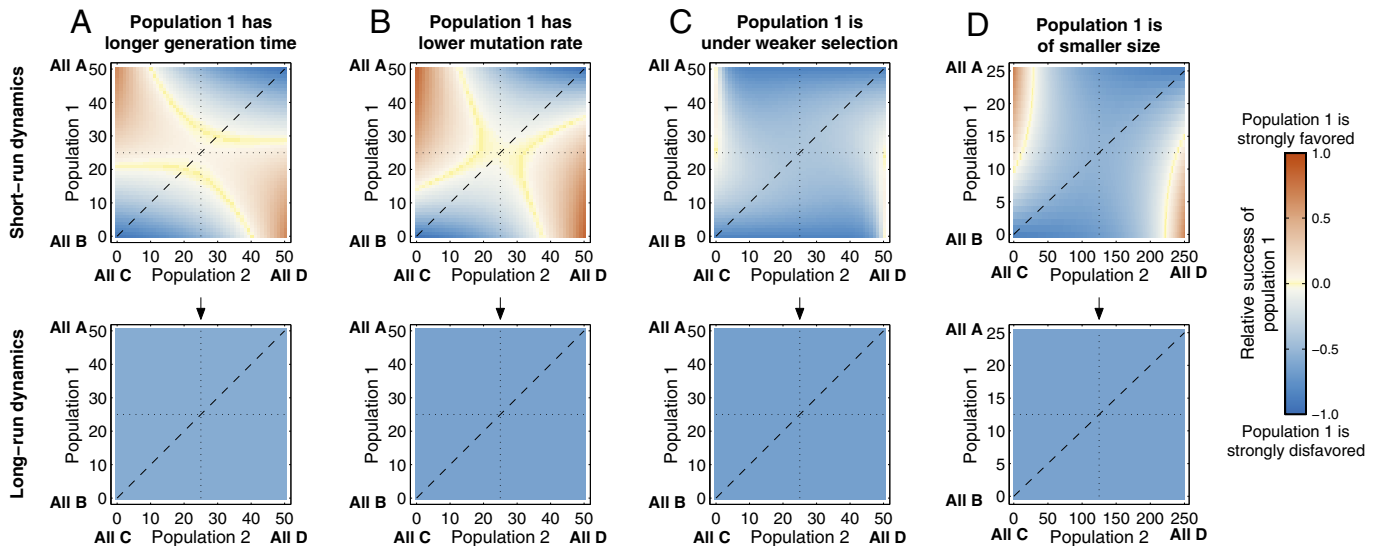 A
Population 1 has
longer generation time
B
Population 1 has
lower mutation rate
C
Population 1 is
under weaker selection
D
Population 1 is
of smaller size
Short−run dynamics
All A
50
40
30
20
10
0
All B
Population 1
0 10 20 30 40 50
All C Population 2 All D
All A
50
40
30
20
10
0
All B
Population 1
0 10 20 30 40 50
All C Population 2 All D
All A
50
40
30
20
10
0
All B
Population 1
0 10 20 30 40 50
All C Population 2 All D
All A
25
20
15
10
5
0
All B
Population 1
0 50 100 150 200 250
All C Population 2 All D
Population 1 is
strongly favored
1.0
0.5
0.0
−0.5
−1.0
Relative success of
population 1
Population 1 is
strongly disfavored
Long−run dynamics
All A
50
40
30
20
10
0
All B
Population 1
0 10 20 30 40 50
Population 2
All C All D
All A
50
40
30
20
10
0
All B
Population 1
0 10 20 30 40 50
Population 2
All C All D
All A
50
40
30
20
10
0
All B
Population 1
0 10 20 30 40 50
Population 2
All C All D
All A
25
20
15
10
5
0
All B
Population 1
0 50 100 150 200 250
Population 2
All C All D